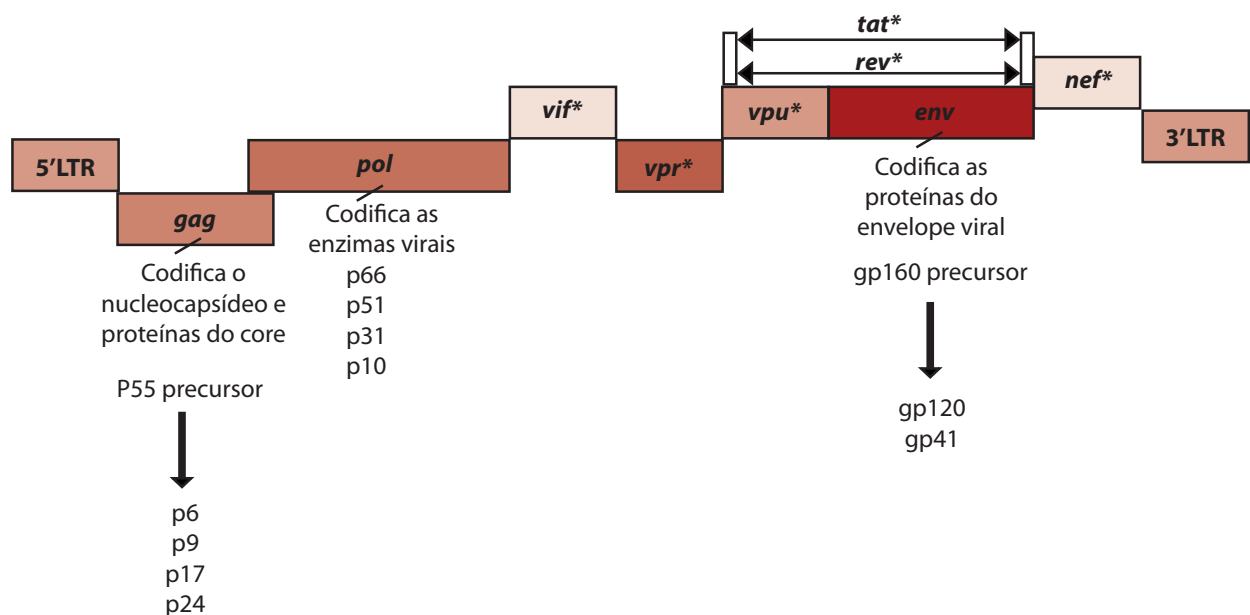 tat*
rev*
nef*
vif*
vpu*
env
5'LTR
pol
vpr*
3'LTR
gag
Codifica o
nucleocapsídeo e
proteínas do core
P55 precursor
p6
p9
p17
p24
Codifica as
enzimas virais
p66
p51
p31
p10
Codifica as
proteínas do
envelope viral
gp160 precursor
gp120
gp41